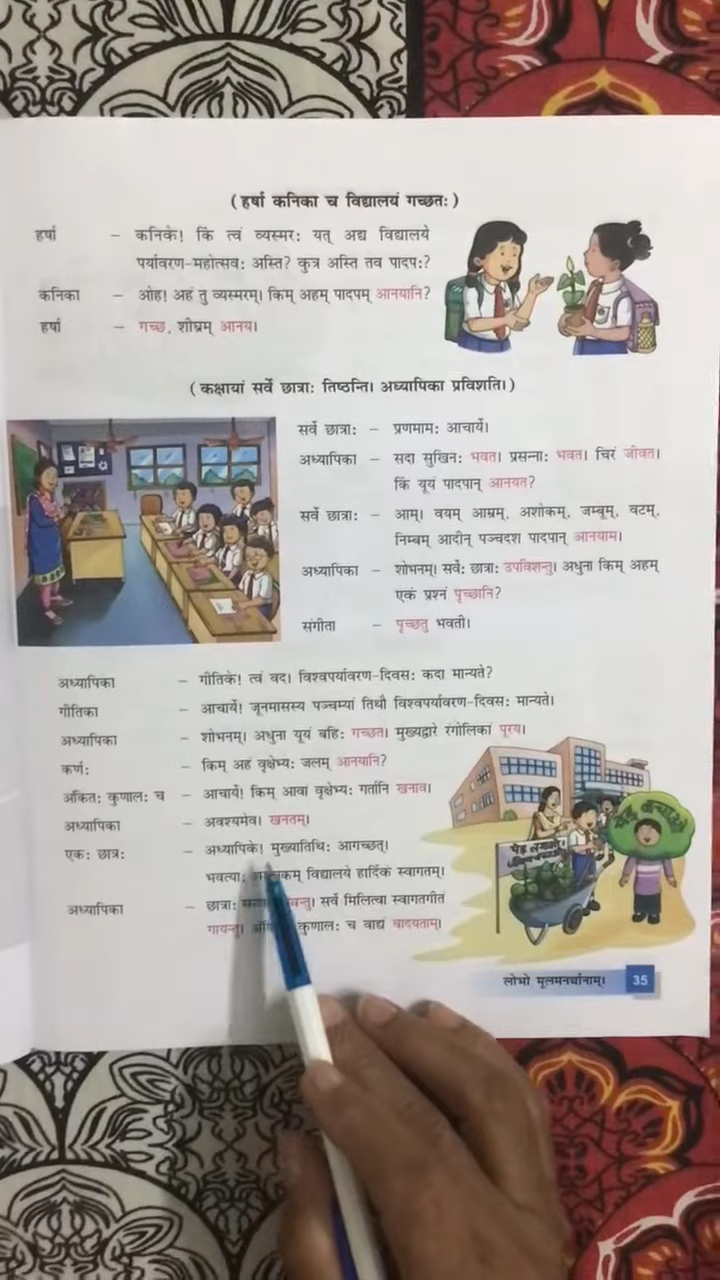 ( हर्षा कनिका च विद्यालयं गच्छतः )
हर्षा – कनिके! किं त्वं व्यस्मरः यत् अद्य विद्यालये
पर्यावरण-महोत्सवः अस्ति? कुत्र अस्ति तव पादपः?
कनिका – ओह! अहं तु व्यस्मरम्। किम् अहम् पादपम् आनयानि?
हर्षा – गच्छ, शीघ्रम् आनय।
( कक्षायां सर्वे छात्राः तिष्ठन्ति। अध्यापिका प्रविशति। )
सर्वे छात्राः – प्रणमामः आचार्ये।
अध्यापिका – सदा सुखिनः भवत। प्रसन्नाः भवत। चिरं जीवत।
किं यूयं पादपान् आनयत?
सर्वे छात्राः – आम्। वयम् आम्रम्, अशोकम्, जम्बूम्, वटम्,
निम्बम् आदीन् पञ्चदश पादपान् आनयाम।
अध्यापिका – शोभनम्। सर्वेः छात्राः उपविशन्तु। अधुना किम् अहम्
एकं प्रश्नं पृच्छानि?
संगीता – पृच्छतु भवती।
अध्यापिका – गीतिके! त्वं वद। विश्वपर्यावरण-दिवसः कदा मान्यते?
गीतिका – आचार्ये! जूनमासस्य पञ्चम्यां तिथौ विश्वपर्यावरण-दिवसः मान्यते।
अध्यापिका – शोभनम्। अधुना यूयं बहिः गच्छत। मुख्यद्वारे रंगोलिकां पूरय।
कर्णः – किम् अहं वृक्षेभ्यः जलम् आनयानि?
अंकितः कुणालः च – आचार्ये! किम् आवां वृक्षेभ्यः गर्तानि खनाव।
अध्यापिका – अवश्यमेव। खनतम्।
एकः छात्रः – अध्यापिके! मुख्यातिथिः आगच्छत्।
भवत्याः विद्यालये हार्दिकं स्वागतम्।
अध्यापिका – छात्राः सर्वे मिलित्वा स्वागतगीतं
गायन्तु। कुणालः च वाद्यं वादयताम्।
पेड़ लगाओ
पेड़ बचाओ
लोभो मूलमनर्थानाम्।
35